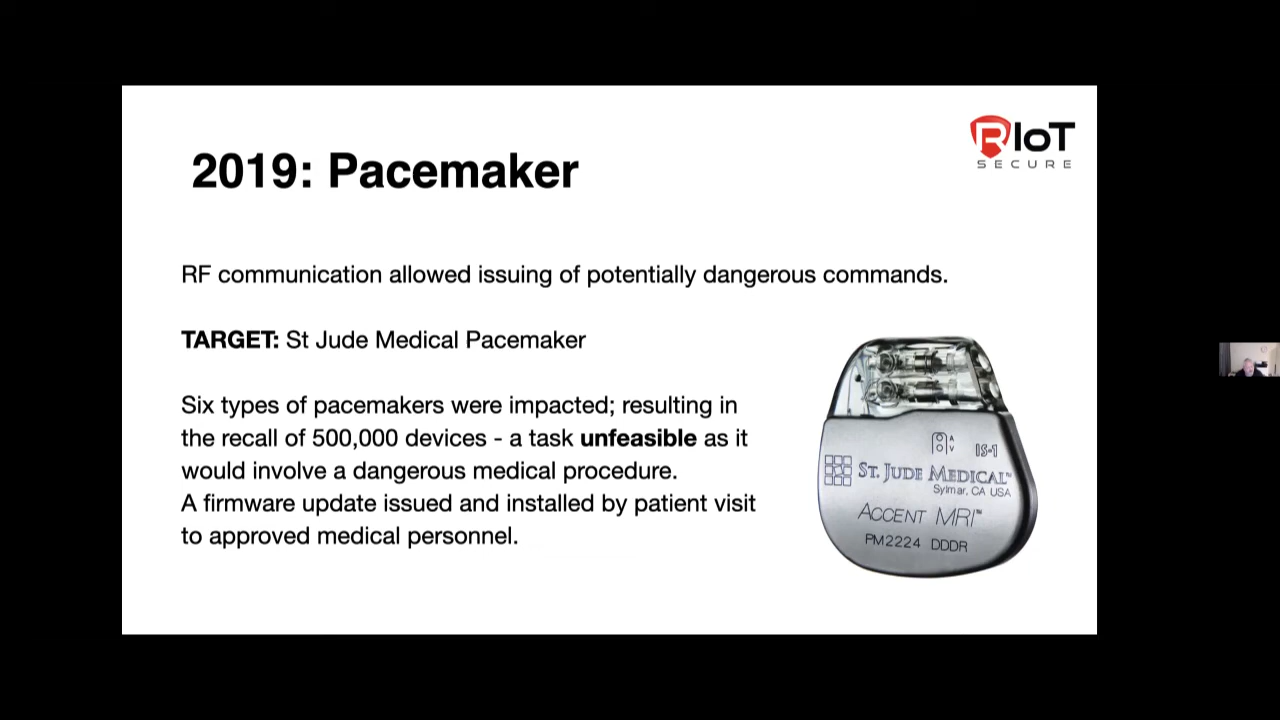 RIoT
SECURE
2019: Pacemaker
RF communication allowed issuing of potentially dangerous commands.
TARGET: St Jude Medical Pacemaker
Six types of pacemakers were impacted; resulting in
the recall of 500,000 devices - a task unfeasible as it
would involve a dangerous medical procedure.
A firmware update issued and installed by patient visit
to approved medical personnel.
A
V
IS-1
ST. JUDE MEDICAL™
Sylmar, CA USA
ACCENT MRI™
PM2224 DDDR